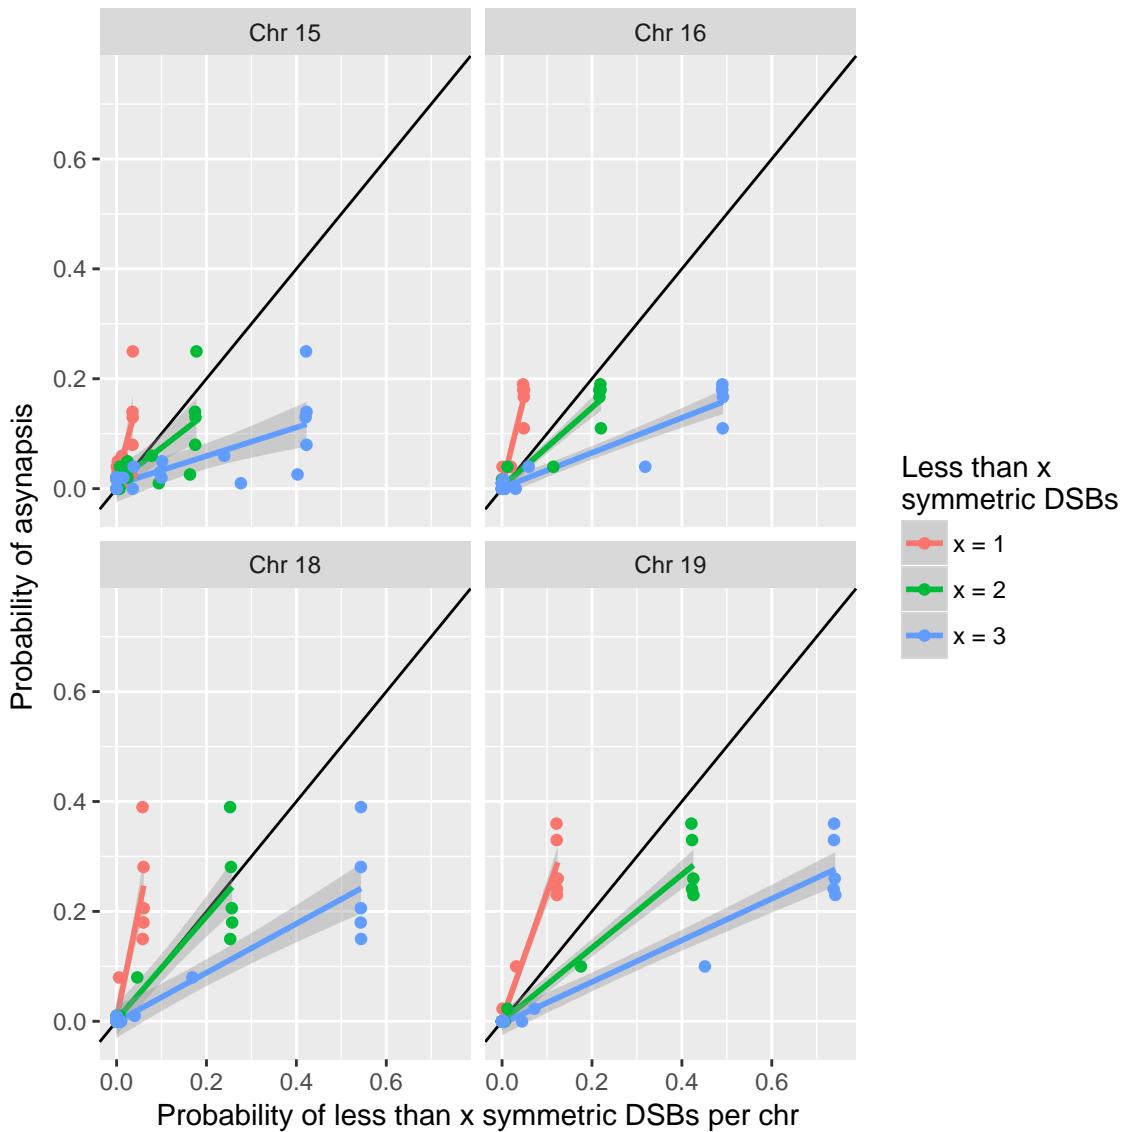 Chr 15
Chr 16
0.6
0.4
0.2
0.0
Chr 18
Chr 19
0.6
0.4
0.2
0.0
0.0 0.2 0.4 0.6
0.0 0.2 0.4 0.6
Probability of less than x symmetric DSBs per chr
Probability of asynapsis
Less than x
symmetric DSBs
x = 1
x = 2
x = 3